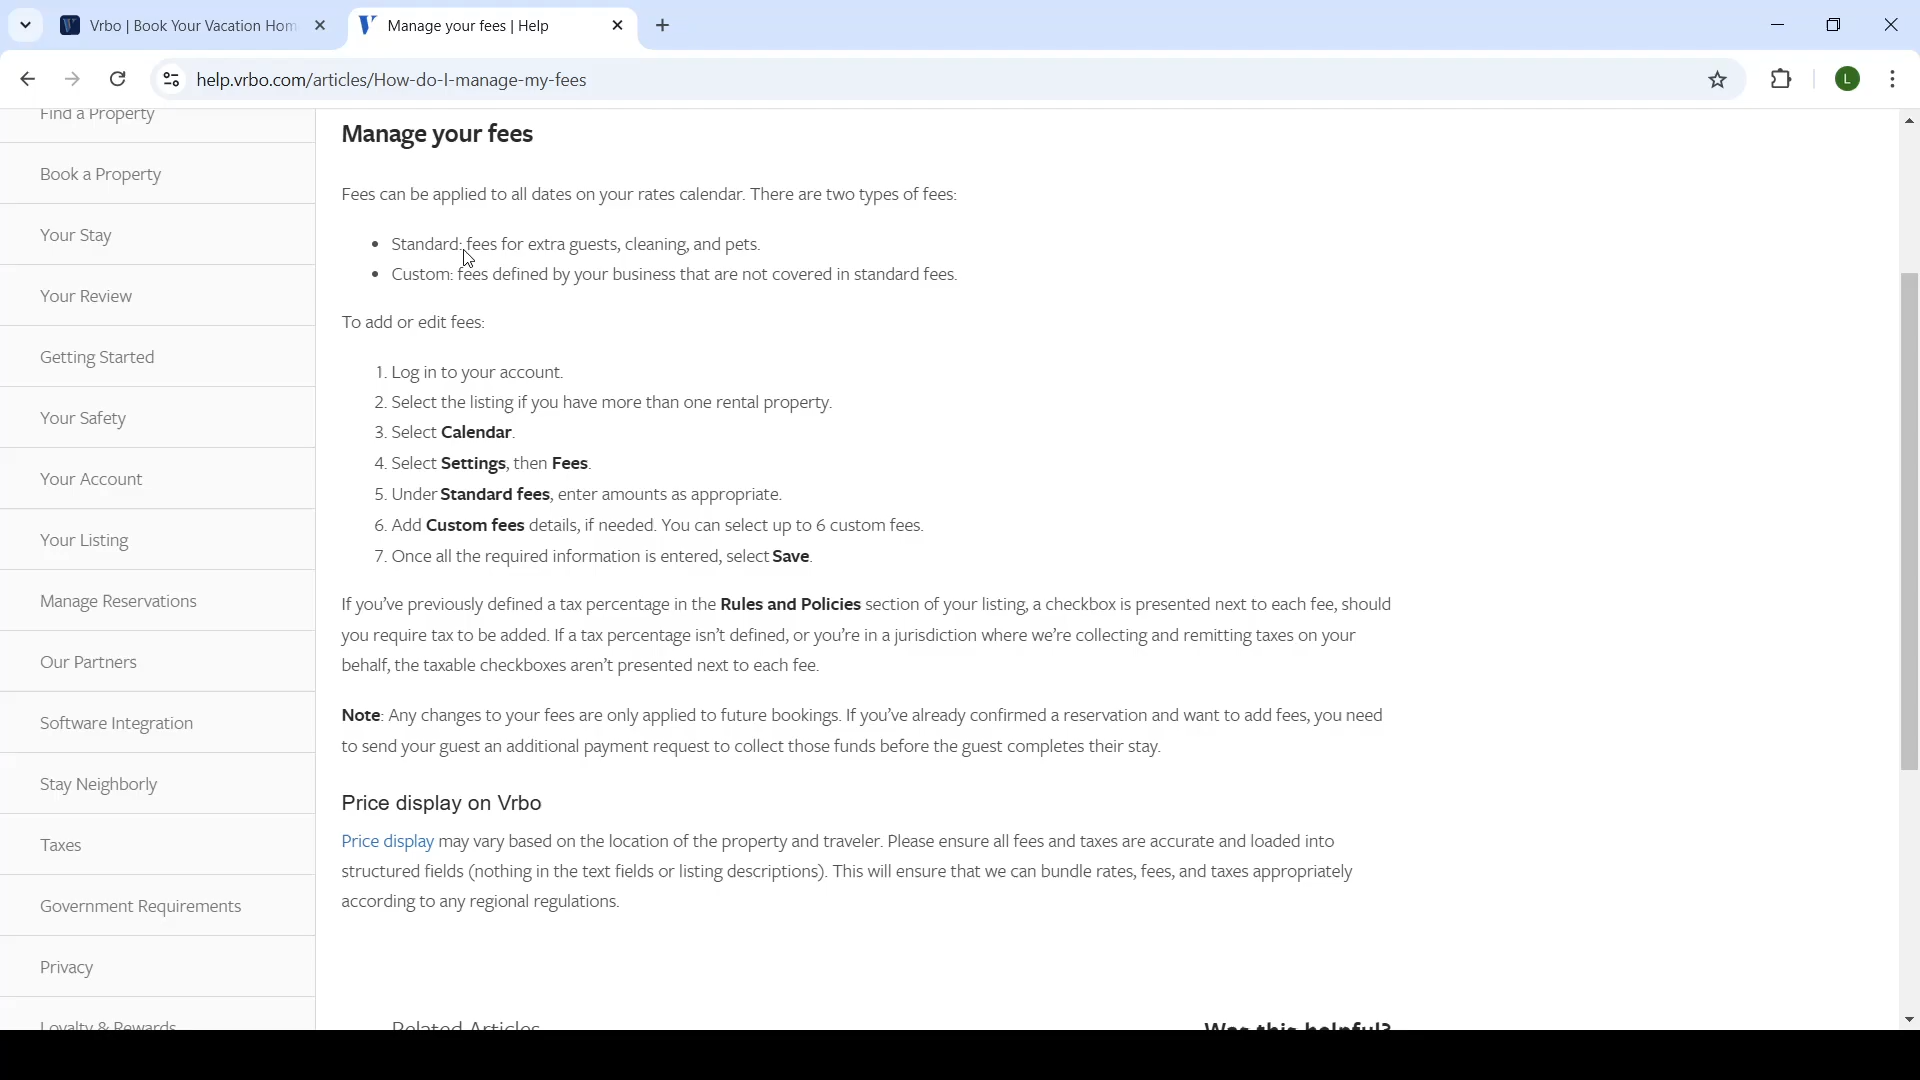 Vrbo | Book Your Vacation Hom
Manage your fees | Help
help.vrbo.com/articles/How-do-I-manage-my-fees
L
Find a Property
Book a Property
Your Stay
Your Review
Getting Started
Your Safety
Your Account
Your Listing
Manage Reservations
Our Partners
Software Integration
Stay Neighborly
Taxes
Government Requirements
Privacy
Loyalty & Rewards
Manage your fees
Fees can be applied to all dates on your rates calendar. There are two types of fees:
• Standard: fees for extra guests, cleaning, and pets.
• Custom: fees defined by your business that are not covered in standard fees.
To add or edit fees:
1. Log in to your account.
2. Select the listing if you have more than one rental property.
3. Select Calendar.
4. Select Settings, then Fees.
5. Under Standard fees, enter amounts as appropriate.
6. Add Custom fees details, if needed. You can select up to 6 custom fees.
7. Once all the required information is entered, select Save.
If you’ve previously defined a tax percentage in the Rules and Policies section of your listing, a checkbox is presented next to each fee, should
you require tax to be added. If a tax percentage isn’t defined, or you’re in a jurisdiction where we’re collecting and remitting taxes on your
behalf, the taxable checkboxes aren’t presented next to each fee.
Note: Any changes to your fees are only applied to future bookings. If you’ve already confirmed a reservation and want to add fees, you need
to send your guest an additional payment request to collect those funds before the guest completes their stay.
Price display on Vrbo
Price display may vary based on the location of the property and traveler. Please ensure all fees and taxes are accurate and loaded into
structured fields (nothing in the text fields or listing descriptions). This will ensure that we can bundle rates, fees, and taxes appropriately
according to any regional regulations.
Related Articles
Was this helpful?